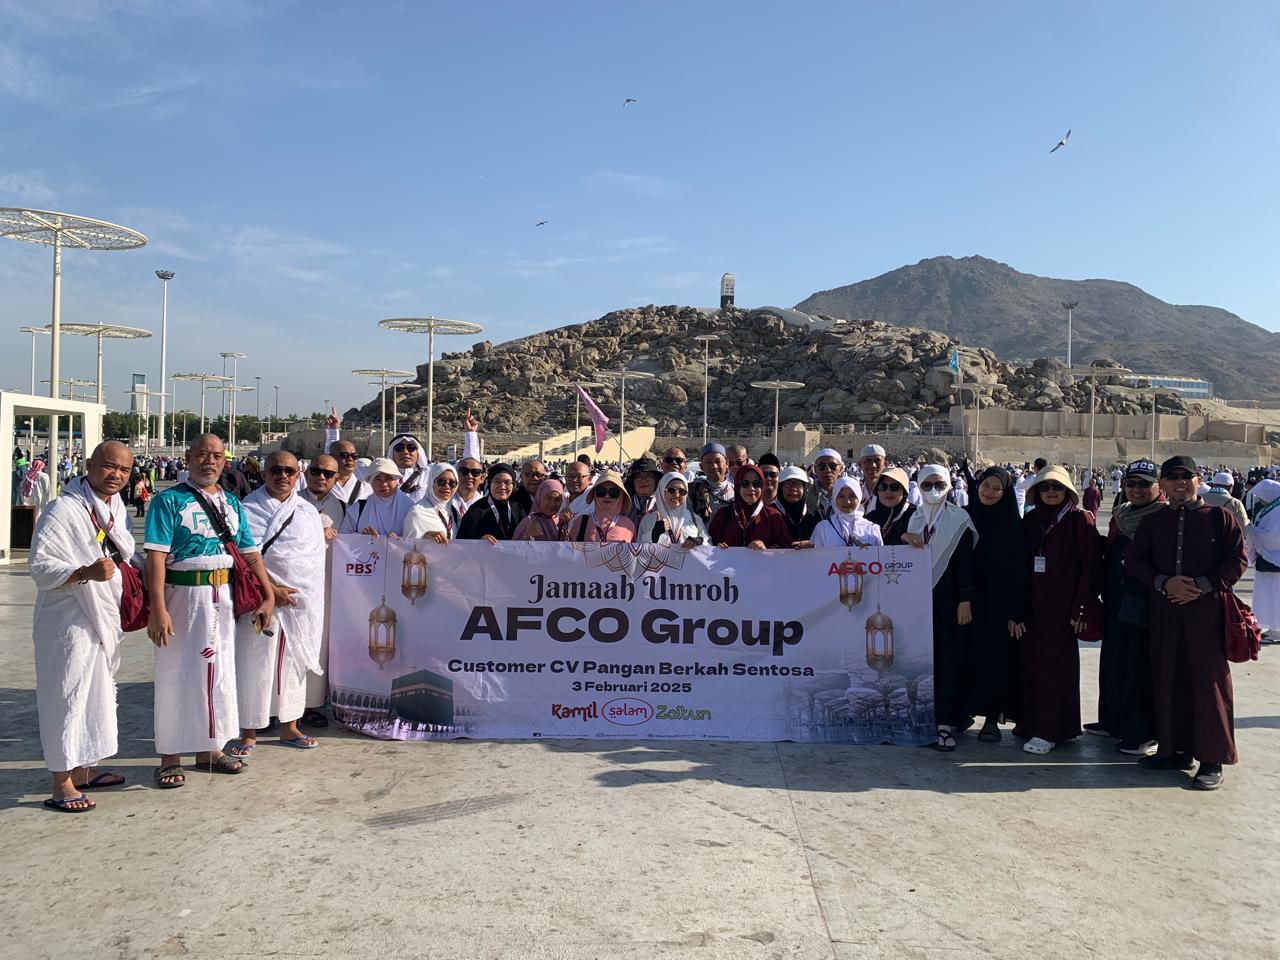 PBS
AFCO GROUP
Jamaah Umroh
AFCO Group
Customer CV Pangan Berkah Sentosa
3 Februari 2025
Kamil salam Zaitun